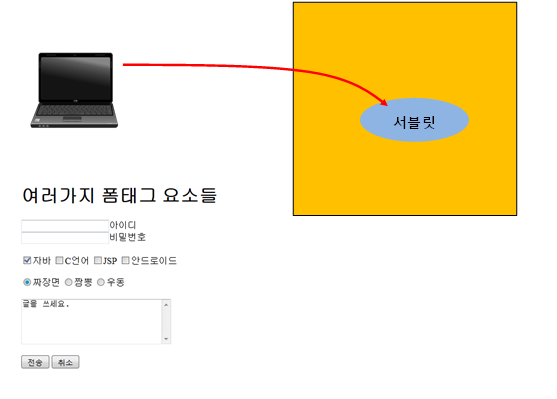 서블릿
여러가지 폼태그 요소들
아이디
비밀번호
자바 C언어 JSP 안드로이드
짜장면 짬뽕 우동
글을 쓰세요.
전송 취소